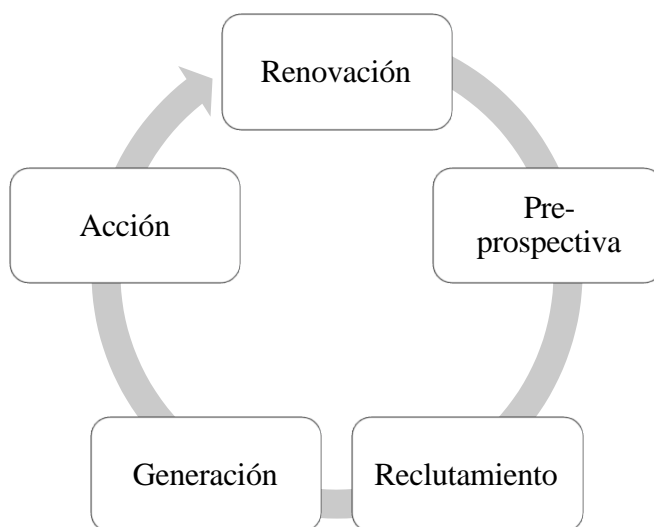 Renovación
Pre-
prospectiva
Reclutamiento
Generación
Acción